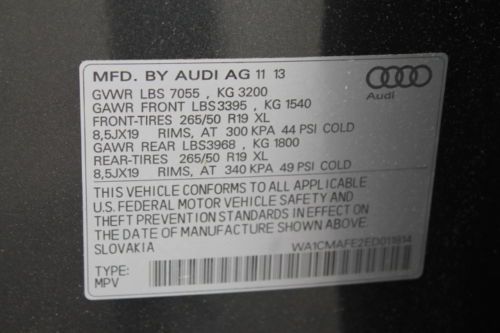 MFD. BY AUDI AG 11 13
GVWR LBS 7055 , KG 3200
GAWR FRONT LBS3395 , KG 1540
FRONT-TIRES 265/50 R19 XL
8,5JX19 RIMS, AT 300 KPA 44 PSI COLD
GAWR REAR LBS3968 , KG 1800
REAR-TIRES 265/50 R19 XL
8,5JX19 RIMS, AT 340 KPA 49 PSI COLD
Audi
THIS VEHICLE CONFORMS TO ALL APPLICABLE
U.S. FEDERAL MOTOR VEHICLE SAFETY AND
THEFT PREVENTION STANDARDS IN EFFECT ON
THE DATE OF MANUFACTURE SHOWN ABOVE.
SLOVAKIA WA1CMAFE2ED011814
TYPE:
MPV